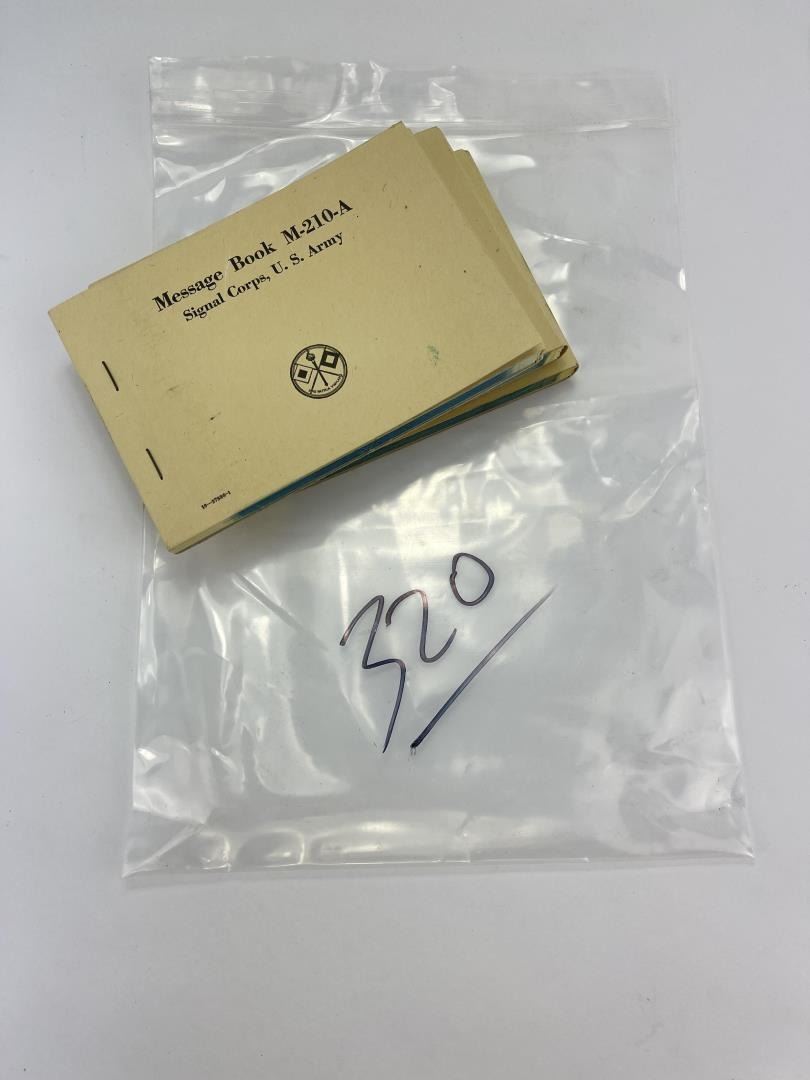 Message Book M-210-A
Signal Corps, U. S. Army
320